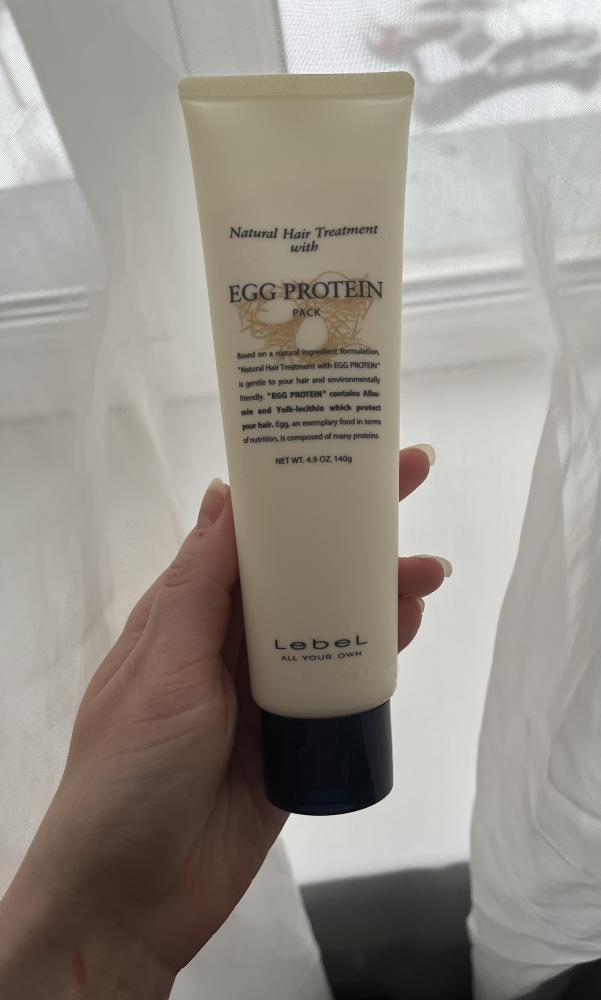 Natural Hair Treatment
with
EGG PROTEIN
PACK
Based on a natural ingredient formulation,
"Natural Hair Treatment with EGG PROTEIN"
is gentle to your hair and environmentally
friendly. "EGG PROTEIN" contains Albu-
min and Yolk-lecithin which protect
your hair. Egg, an exemplary food in terms
of nutrition, is composed of many proteins.
NET WT. 4.9 OZ. 140g
LebeL
ALL YOUR OWN